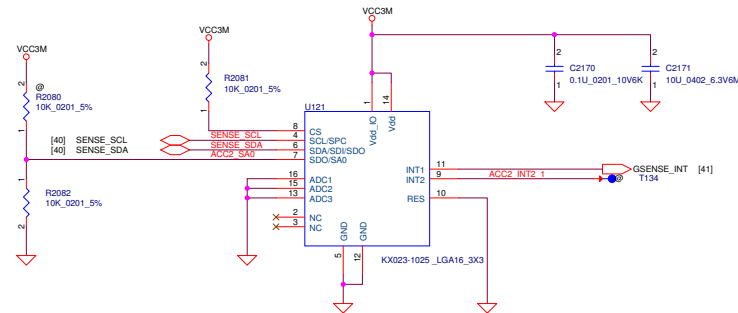 VCC3M
VCC3M
VCC3M
2
@
R2080
10K_0201_5%
1
2
R2081
10K_0201_5%
1
2
C2170
0.1U_0201_10V6K
1
2
C2171
10U_0402_6.3V6M
1
U121
1
14
Vdd_IO
Vdd
8 CS
[40] SENSE_SCL SENSE_SCL 4 SCL/SPC
[40] SENSE_SDA SENSE_SDA 6 SDA/SDI/SDO
ACC2_SA0 7 SDO/SA0
INT1 11 GSENSE_INT [41]
INT2 9 ACC2_INT2_1 @
T134
16 ADC1
15 ADC2
13 ADC3
RES 10
1
R2082
10K_0201_5%
2
2 NC
3 NC
GND
GND
5
12
KX023-1025_LGA16_3X3